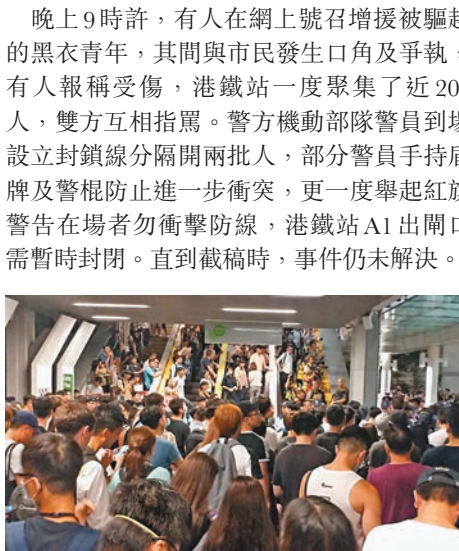 晚上9時許，有人在網上號召增援被驅趕
的黑衣青年，其間與市民發生口角及爭執，
有人報稱受傷，港鐵站一度聚集了近20
人，雙方互相指罵。警方機動部隊警員到場
設立封鎖線分隔開兩批人，部分警員手持盾
牌及警棍防止進一步衝突，更一度舉起紅旗
警告在場者勿衝擊防線，港鐵站A1出閘口
需暫時封閉。直到截稿時，事件仍未解決。